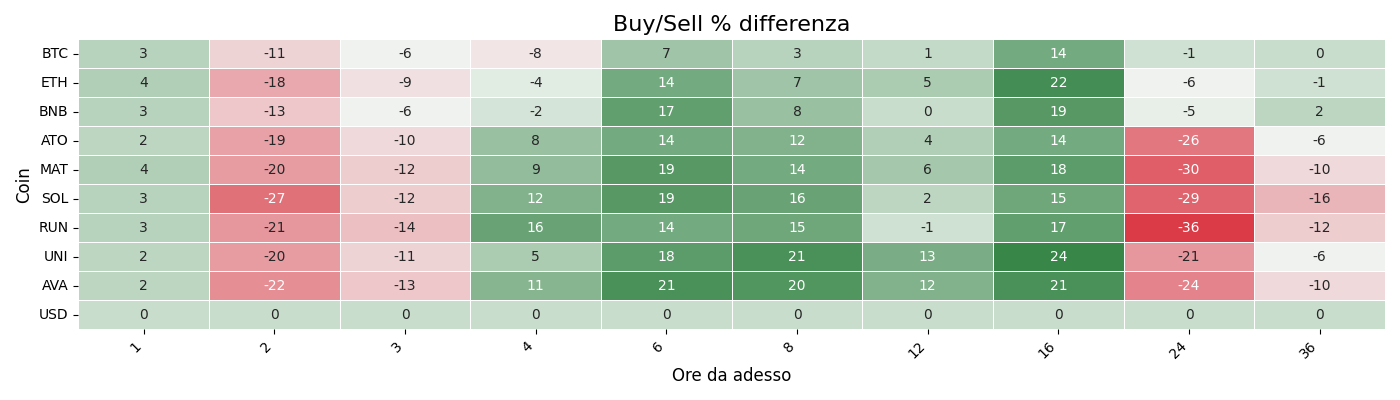 Buy/Sell % differenza
Coin
BTC 3 -11 -6 -8 7 3 1 14 -1 0
ETH 4 -18 -9 -4 14 7 5 22 -6 -1
BNB 3 -13 -6 -2 17 8 0 19 -5 2
ATO 2 -19 -10 8 14 12 4 14 -26 -6
MAT 4 -20 -12 9 19 14 6 18 -30 -10
SOL 3 -27 -12 12 19 16 2 15 -29 -16
RUN 3 -21 -14 16 14 15 -1 17 -36 -12
UNI 2 -20 -11 5 18 21 13 24 -21 -6
AVA 2 -22 -13 11 21 20 12 21 -24 -10
USD 0 0 0 0 0 0 0 0 0 0
1 2 3 4 6 8 12 16 24 36
Ore da adesso